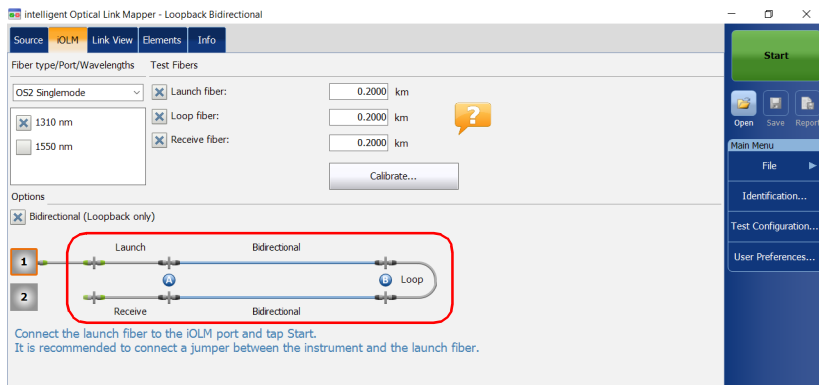 intelligent Optical Link Mapper - Loopback Bidirectional
Source iOLM Link View Elements Info
Fiber type/Port/Wavelengths Test Fibers
OS2 Singlemode
1310 nm
1550 nm
Launch fiber: 0.2000 km
Loop fiber: 0.2000 km
Receive fiber: 0.2000 km
?
Calibrate...
Options
Bidirectional (Loopback only)
Launch Bidirectional
1
A B Loop
2
Receive Bidirectional
Connect the launch fiber to the iOLM port and tap Start.
It is recommended to connect a jumper between the instrument and the launch fiber.
Start
Open Save Report
Main Menu
File
Identification...
Test Configuration...
User Preferences...